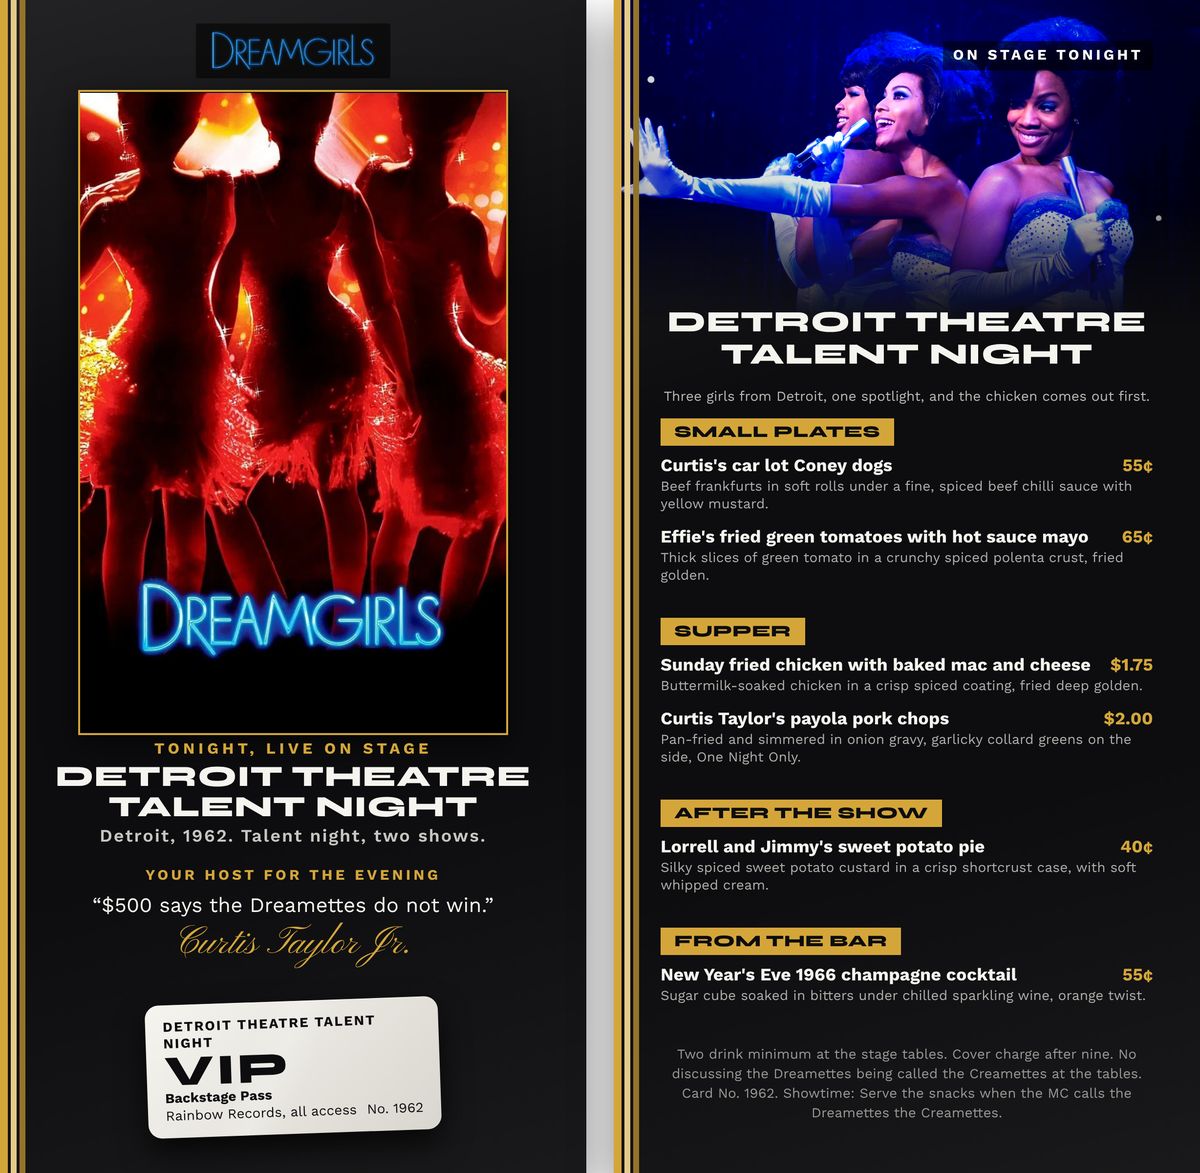 DREAMGIRLS
DREAMGIRLS
TONIGHT, LIVE ON STAGE
DETROIT THEATRE
TALENT NIGHT
Detroit, 1962. Talent night, two shows.
YOUR HOST FOR THE EVENING
“$500 says the Dreamettes do not win.”
Curtis Taylor Jr.
DETROIT THEATRE TALENT
NIGHT
VIP
Backstage Pass
Rainbow Records, all access No. 1962
ON STAGE TONIGHT
DETROIT THEATRE
TALENT NIGHT
Three girls from Detroit, one spotlight, and the chicken comes out first.
SMALL PLATES
Curtis's car lot Coney dogs 55¢
Beef frankfurts in soft rolls under a fine, spiced beef chilli sauce with
yellow mustard.
Effie's fried green tomatoes with hot sauce mayo 65¢
Thick slices of green tomato in a crunchy spiced polenta crust, fried
golden.
SUPPER
Sunday fried chicken with baked mac and cheese $1.75
Buttermilk-soaked chicken in a crisp spiced coating, fried deep golden.
Curtis Taylor's payola pork chops $2.00
Pan-fried and simmered in onion gravy, garlicky collard greens on the
side, One Night Only.
AFTER THE SHOW
Lorrell and Jimmy's sweet potato pie 40¢
Silky spiced sweet potato custard in a crisp shortcrust case, with soft
whipped cream.
FROM THE BAR
New Year's Eve 1966 champagne cocktail 55¢
Sugar cube soaked in bitters under chilled sparkling wine, orange twist.
Two drink minimum at the stage tables. Cover charge after nine. No
discussing the Dreamettes being called the Creamettes at the tables.
Card No. 1962. Showtime: Serve the snacks when the MC calls the
Dreamettes the Creamettes.